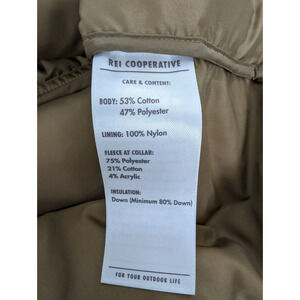 REI COOPERATIVE
CARE & CONTENT:
BODY: 53% Cotton
47% Polyester
LINING: 100% Nylon
FLEECE AT COLLAR:
75% Polyester
21% Cotton
4% Acrylic
INSULATION:
Down (Minimum 80% Down)
FOR YOUR OUTDOOR LIFE